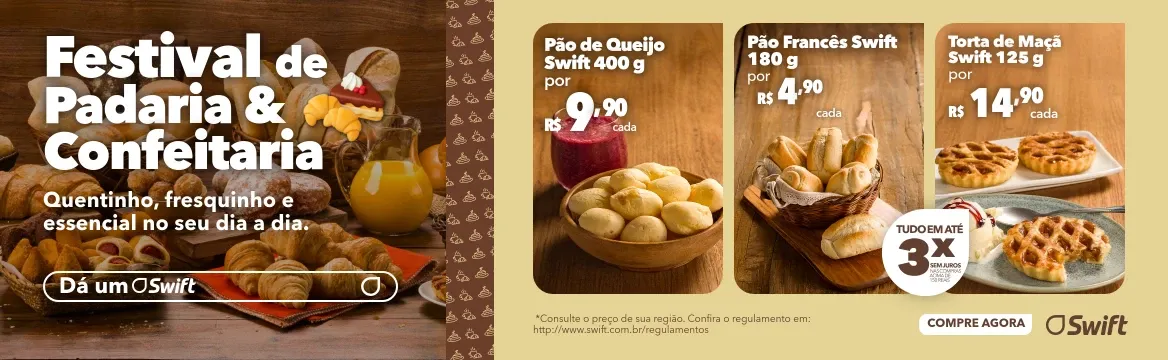 Festival de
Padaria &
Confeitaria
Quentinho, fresquinho e
essencial no seu dia a dia.
Dá um Swift
Pão de Queijo
Swift 400 g
por
R$ 9,90
cada
Pão Francês Swift
180 g
por
R$ 4,90
cada
Torta de Maçã
Swift 125 g
por
R$ 14,90
cada
TUDO EM ATÉ
3X
SEM JUROS
NAS COMPRAS
ACIMA DE
150 REAIS
*Consulte o preço de sua região. Confira o regulamento em:
http://www.swift.com.br/regulamentos
COMPRE AGORA
Swift